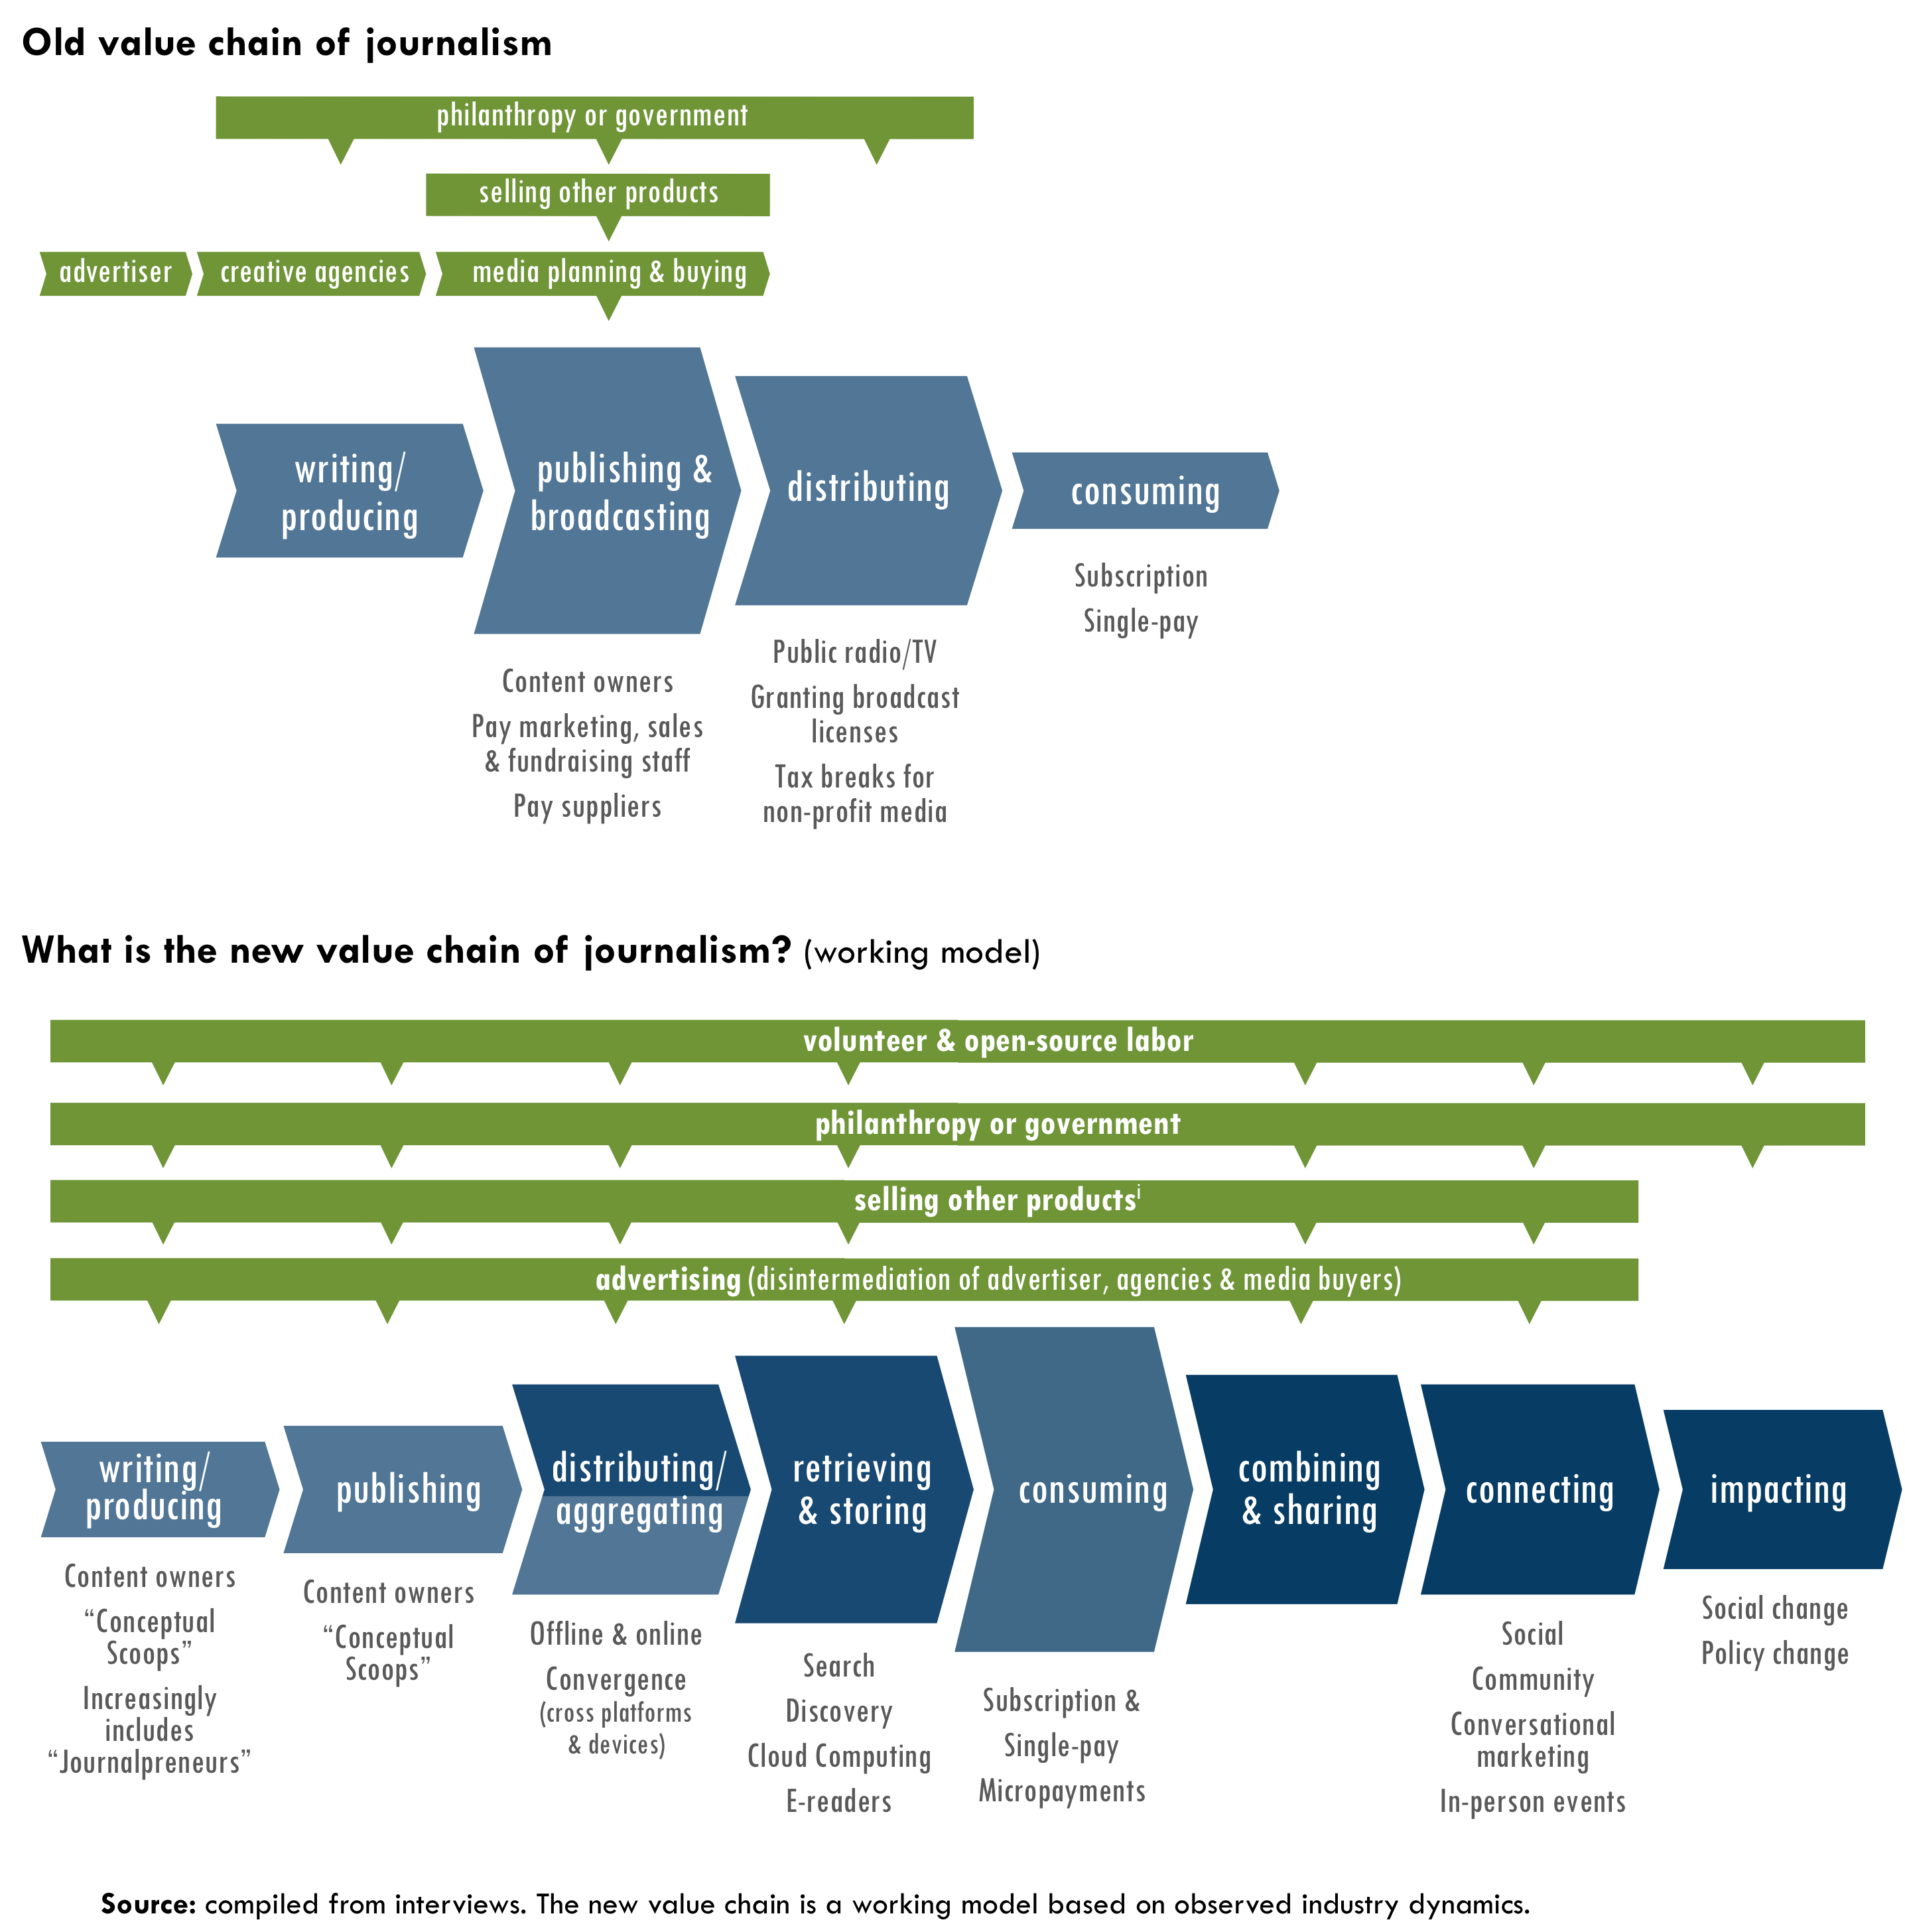 Old value chain of journalism
philanthropy or government
selling other products
advertiser
creative agencies
media planning & buying
writing/
producing
publishing &
broadcasting
distributing
consuming
Content owners
Pay marketing, sales
& fundraising staff
Pay suppliers
Public radio/TV
Granting broadcast
licenses
Tax breaks for
non-profit media
Subscription
Single-pay
What is the new value chain of journalism? (working model)
volunteer & open-source labor
philanthropy or government
selling other productsⁱ
advertising (disintermediation of advertiser, agencies & media buyers)
writing/
producing
publishing
distributing/
aggregating
retrieving
& storing
consuming
combining
& sharing
connecting
impacting
Content owners
“Conceptual
Scoops”
Increasingly
includes
“Journalpreneurs”
Content owners
“Conceptual
Scoops”
Offline & online
Convergence
(cross platforms
& devices)
Search
Discovery
Cloud Computing
E-readers
Subscription &
Single-pay
Micropayments
Social
Community
Conversational
marketing
In-person events
Social change
Policy change
Source: compiled from interviews. The new value chain is a working model based on observed industry dynamics.